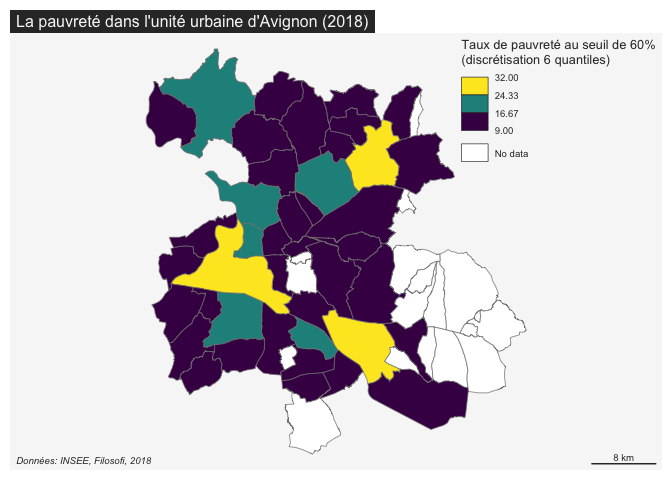 La pauvreté dans l'unité urbaine d'Avignon (2018)
Taux de pauvreté au seuil de 60%
(discrétisation 6 quantiles)
32.00
24.33
16.67
9.00
No data
Données: INSEE, Filosofi, 2018
8 km